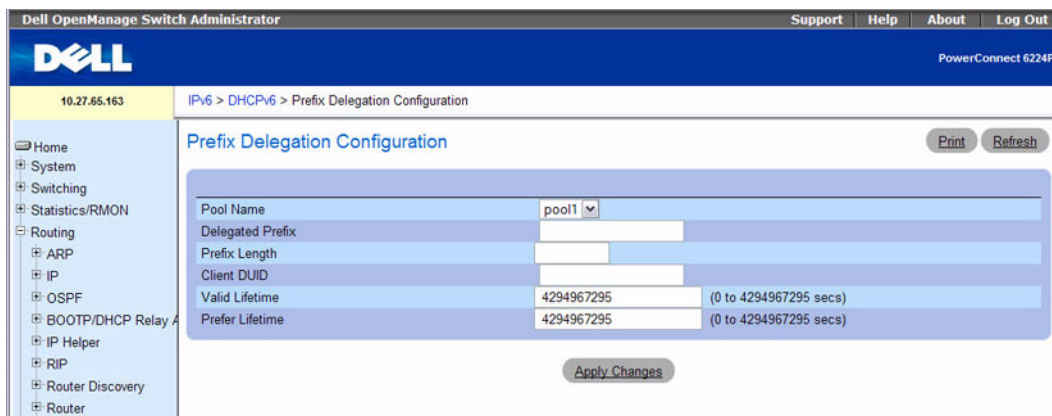 Dell OpenManage Switch Administrator
Support Help About Log Out
DELL
PowerConnect 6224P
10.27.65.163
IPv6 > DHCPv6 > Prefix Delegation Configuration
Home
System
Switching
Statistics/RMON
Routing
ARP
IP
OSPF
BOOTP/DHCP Relay A
IP Helper
RIP
Router Discovery
Router
Prefix Delegation Configuration
Print Refresh
Pool Name pool1
Delegated Prefix
Prefix Length
Client DUID
Valid Lifetime 4294967295 (0 to 4294967295 secs)
Prefer Lifetime 4294967295 (0 to 4294967295 secs)
Apply Changes